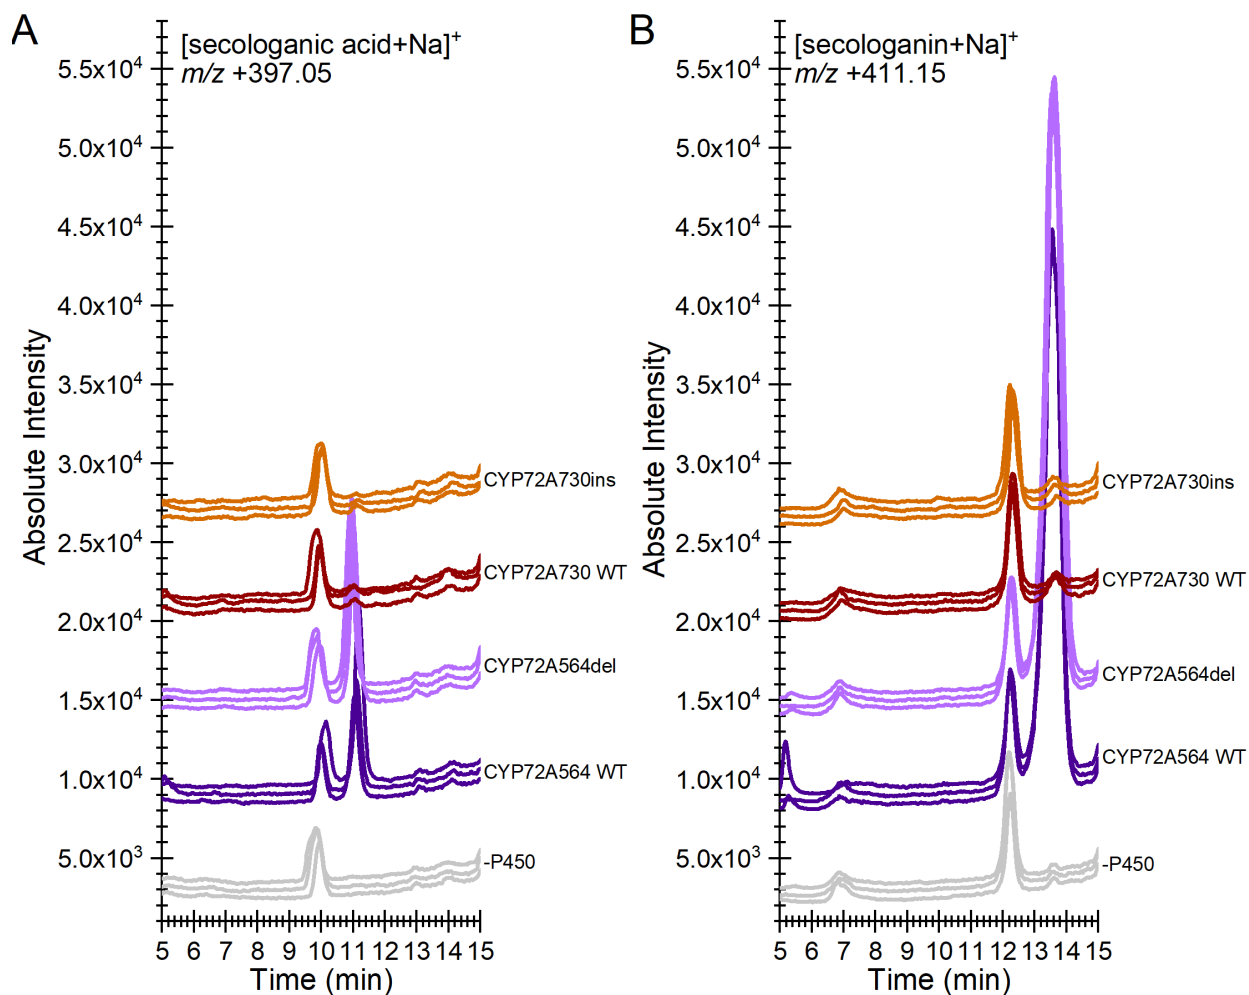 A
[secologanic acid+Na]⁺
m/z +397.05
5.5x10⁴
5.0x10⁴
4.5x10⁴
4.0x10⁴
3.5x10⁴
3.0x10⁴
2.5x10⁴
2.0x10⁴
1.5x10⁴
1.0x10⁴
5.0x10³
Absolute Intensity
CYP72A730ins
CYP72A730 WT
CYP72A564del
CYP72A564 WT
-P450
5 6 7 8 9 10 11 12 13 14 15
Time (min)
B
[secologanin+Na]⁺
m/z +411.15
5.5x10⁴
5.0x10⁴
4.5x10⁴
4.0x10⁴
3.5x10⁴
3.0x10⁴
2.5x10⁴
2.0x10⁴
1.5x10⁴
1.0x10⁴
5.0x10³
Absolute Intensity
CYP72A730ins
CYP72A730 WT
CYP72A564del
CYP72A564 WT
-P450
5 6 7 8 9 10 11 12 13 14 15
Time (min)